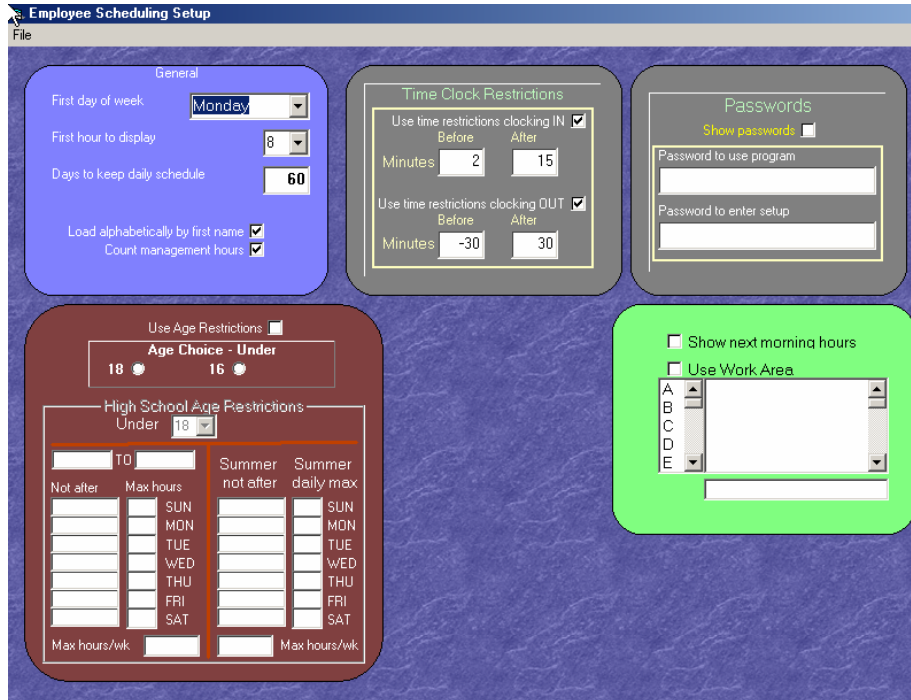 Employee Scheduling Setup
File
General
First day of week Monday
First hour to display 8
Days to keep daily schedule 60
Load alphabetically by first name
Count management hours
Time Clock Restrictions
Use time restrictions clocking IN
Before After
Minutes 2 15
Use time restrictions clocking OUT
Before After
Minutes -30 30
Passwords
Show passwords
Password to use program
Password to enter setup
Use Age Restrictions
Age Choice - Under
18 16
High School Age Restrictions
Under 18
TO
Summer Summer
not after daily max
Not after Max hours
SUN SUN
MON MON
TUE TUE
WED WED
THU THU
FRI FRI
SAT SAT
Max hours/wk Max hours/wk
Show next morning hours
Use Work Area
A
B
C
D
E